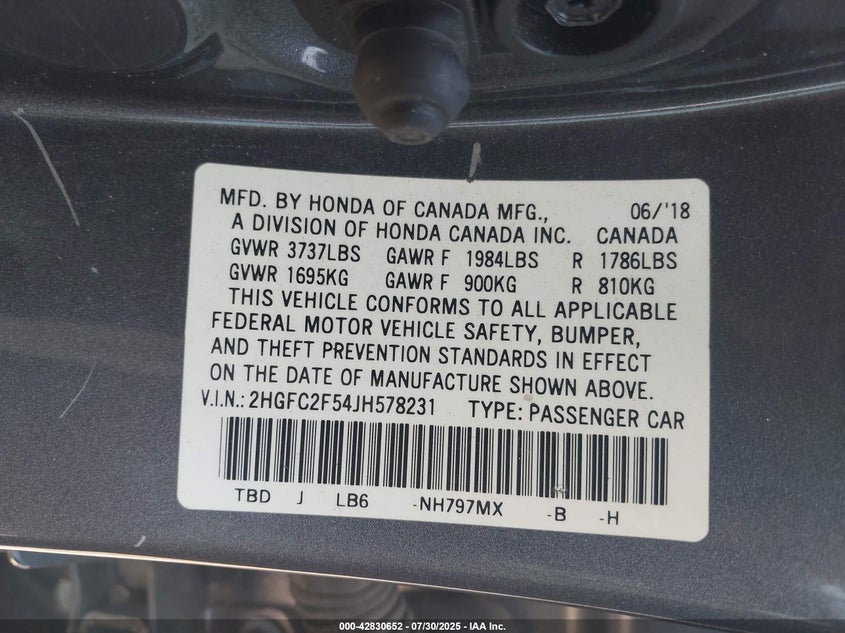 MFD. BY HONDA OF CANADA MFG., 06/'18
A DIVISION OF HONDA CANADA INC. CANADA
GVWR 3737LBS GAWR F 1984LBS R 1786LBS
GVWR 1695KG GAWR F 900KG R 810KG
THIS VEHICLE CONFORMS TO ALL APPLICABLE
FEDERAL MOTOR VEHICLE SAFETY, BUMPER,
AND THEFT PREVENTION STANDARDS IN EFFECT
ON THE DATE OF MANUFACTURE SHOWN ABOVE.
V.I.N.: 2HGFC2F54JH578231 TYPE: PASSENGER CAR
TBD J LB6 -NH797MX -B -H
000-42830652 - 07/30/2025 - IAA Inc.